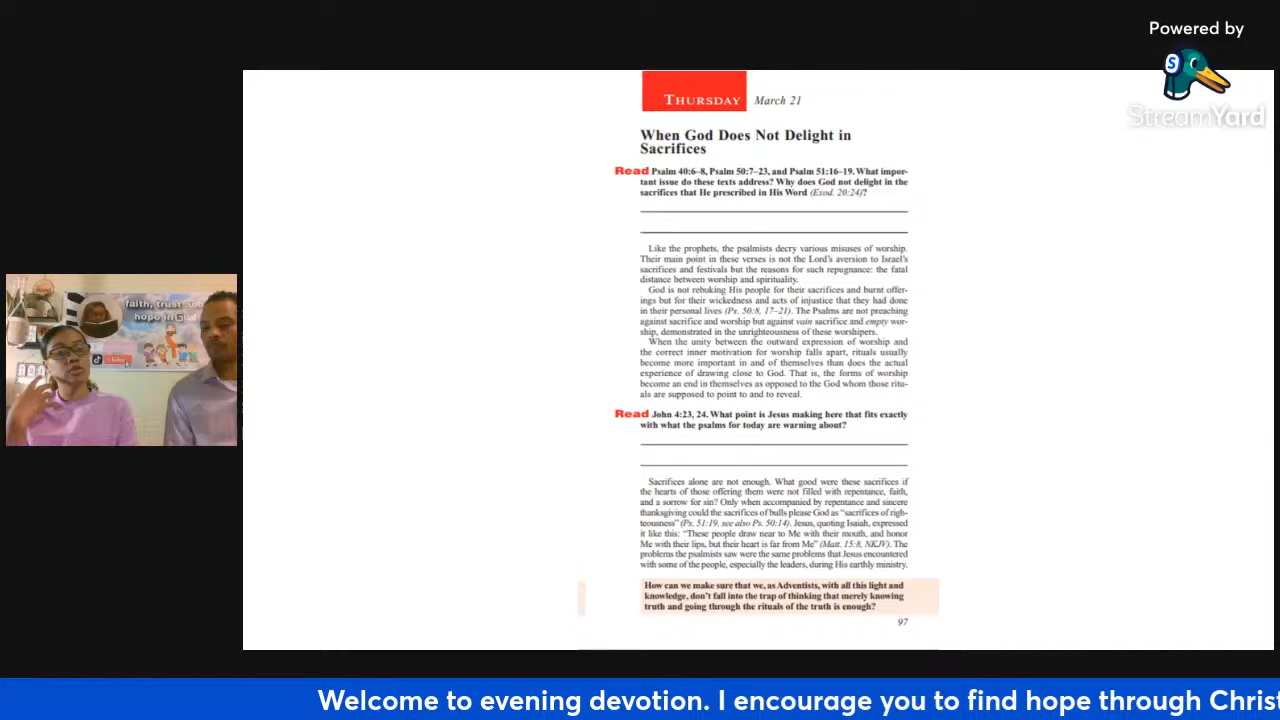 Powered by
S
StreamYard
THURSDAY March 21
When God Does Not Delight in
Sacrifices
Read Psalm 40:6–8, Psalm 50:7–23, and Psalm 51:16–19. What impor-
tant issue do these texts address? Why does God not delight in the
sacrifices that He prescribed in His Word (Exod. 20:24)?
Like the prophets, the psalmists decry various misuses of worship.
Their main point in these verses is not the Lord's aversion to Israel's
sacrifices and festivals but the reasons for such repugnance: the fatal
distance between worship and spirituality.
God is not rebuking His people for their sacrifices and burnt offer-
ings but for their wickedness and acts of injustice that they had done
in their personal lives (Ps. 50:8, 17–21). The Psalms are not preaching
against sacrifice and worship but against vain sacrifice and empty wor-
ship, demonstrated in the unrighteousness of these worshipers.
When the unity between the outward expression of worship and
the correct inner motivation for worship falls apart, rituals usually
become more important in and of themselves than does the actual
experience of drawing close to God. That is, the forms of worship
become an end in themselves as opposed to the God whom those ritu-
als are supposed to point to and to reveal.
Read John 4:23, 24. What point is Jesus making here that fits exactly
with what the psalms for today are warning about?
Sacrifices alone are not enough. What good were these sacrifices if
the hearts of those offering them were not filled with repentance, faith,
and a sorrow for sin? Only when accompanied by repentance and sincere
thanksgiving could the sacrifices of bulls please God as "sacrifices of righ-
teousness" (Ps. 51:19, see also Ps. 50:14). Jesus, quoting Isaiah, expressed
it like this: "These people draw near to Me with their mouth, and honor
Me with their lips, but their heart is far from Me" (Matt. 15:8, NKJV). The
problems the psalmists saw were the same problems that Jesus encountered
with some of the people, especially the leaders, during His earthly ministry.
How can we make sure that we, as Adventists, with all this light and
knowledge, don't fall into the trap of thinking that merely knowing
truth and going through the rituals of the truth is enough?
97
faith, trust and
hope in God
Welcome to evening devotion. I encourage you to find hope through Christ